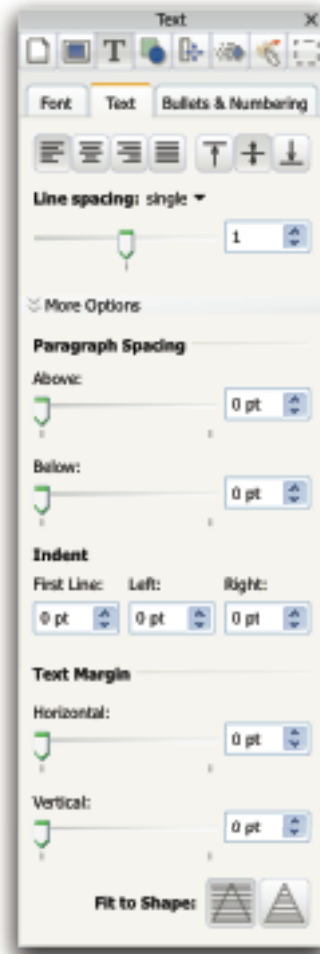 Text
Font Text Bullets & Numbering
Line spacing: single
1
More Options
Paragraph Spacing
Above:
0 pt
Below:
0 pt
Indent
First Line: Left: Right:
0 pt 0 pt 0 pt
Text Margin
Horizontal:
0 pt
Vertical:
0 pt
Fit to Shape: